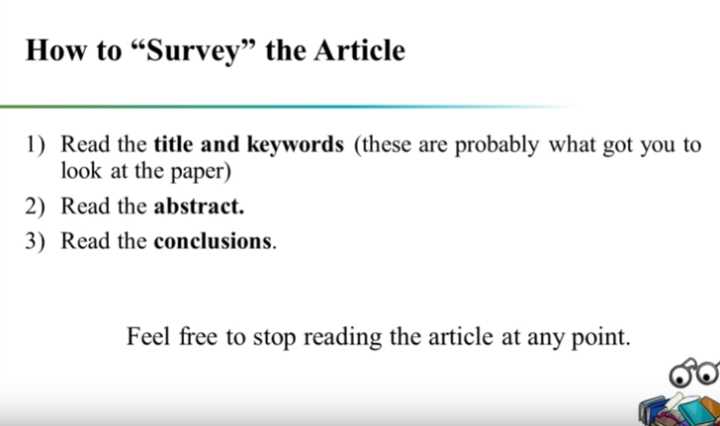 How to “Survey” the Article
1) Read the title and keywords (these are probably what got you to
look at the paper)
2) Read the abstract.
3) Read the conclusions.
Feel free to stop reading the article at any point.